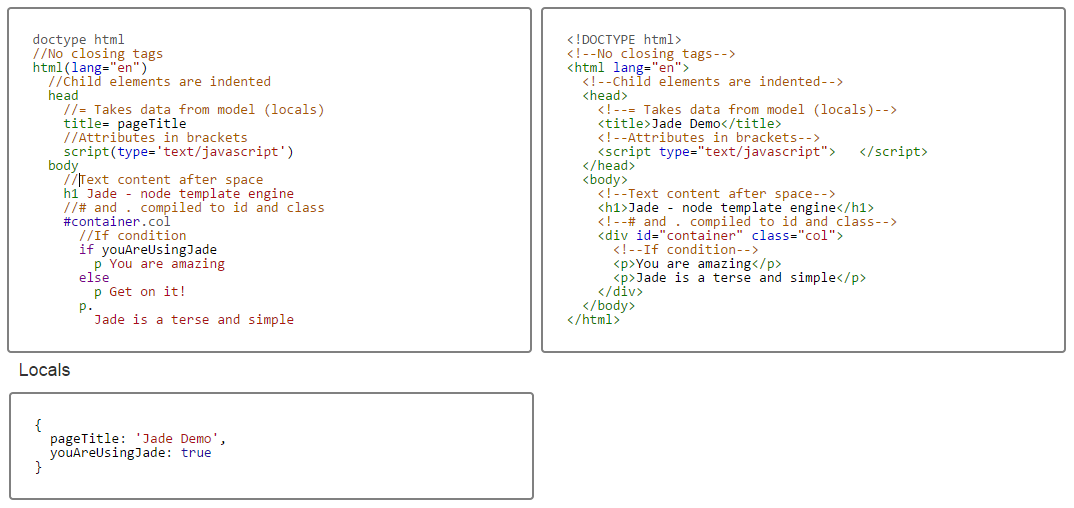 doctype html
//No closing tags
html(lang="en")
  //Child elements are indented
  head
    //= Takes data from model (locals)
    title= pageTitle
    //Attributes in brackets
    script(type='text/javascript')
  body
    //Text content after space
    h1 Jade - node template engine
    //# and . compiled to id and class
    #container.col
      //If condition
      if youAreUsingJade
        p You are amazing
      else
        p Get on it!
      p.
        Jade is a terse and simple
<!DOCTYPE html>
<!--No closing tags-->
<html lang="en">
  <!--Child elements are indented-->
  <head>
    <!--= Takes data from model (locals)-->
    <title>Jade Demo</title>
    <!--Attributes in brackets-->
    <script type="text/javascript">   </script>
  </head>
  <body>
    <!--Text content after space-->
    <h1>Jade - node template engine</h1>
    <!--# and . compiled to id and class-->
    <div id="container" class="col">
      <!--If condition-->
      <p>You are amazing</p>
      <p>Jade is a terse and simple</p>
    </div>
  </body>
</html>
Locals
{
  pageTitle: 'Jade Demo',
  youAreUsingJade: true
}